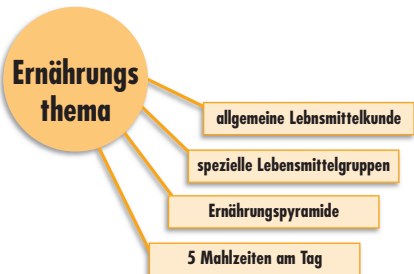 Ernährungs
thema
allgemeine Lebnsmittelkunde
spezielle Lebensmittelgruppen
Ernährungspyramide
5 Mahlzeiten am Tag